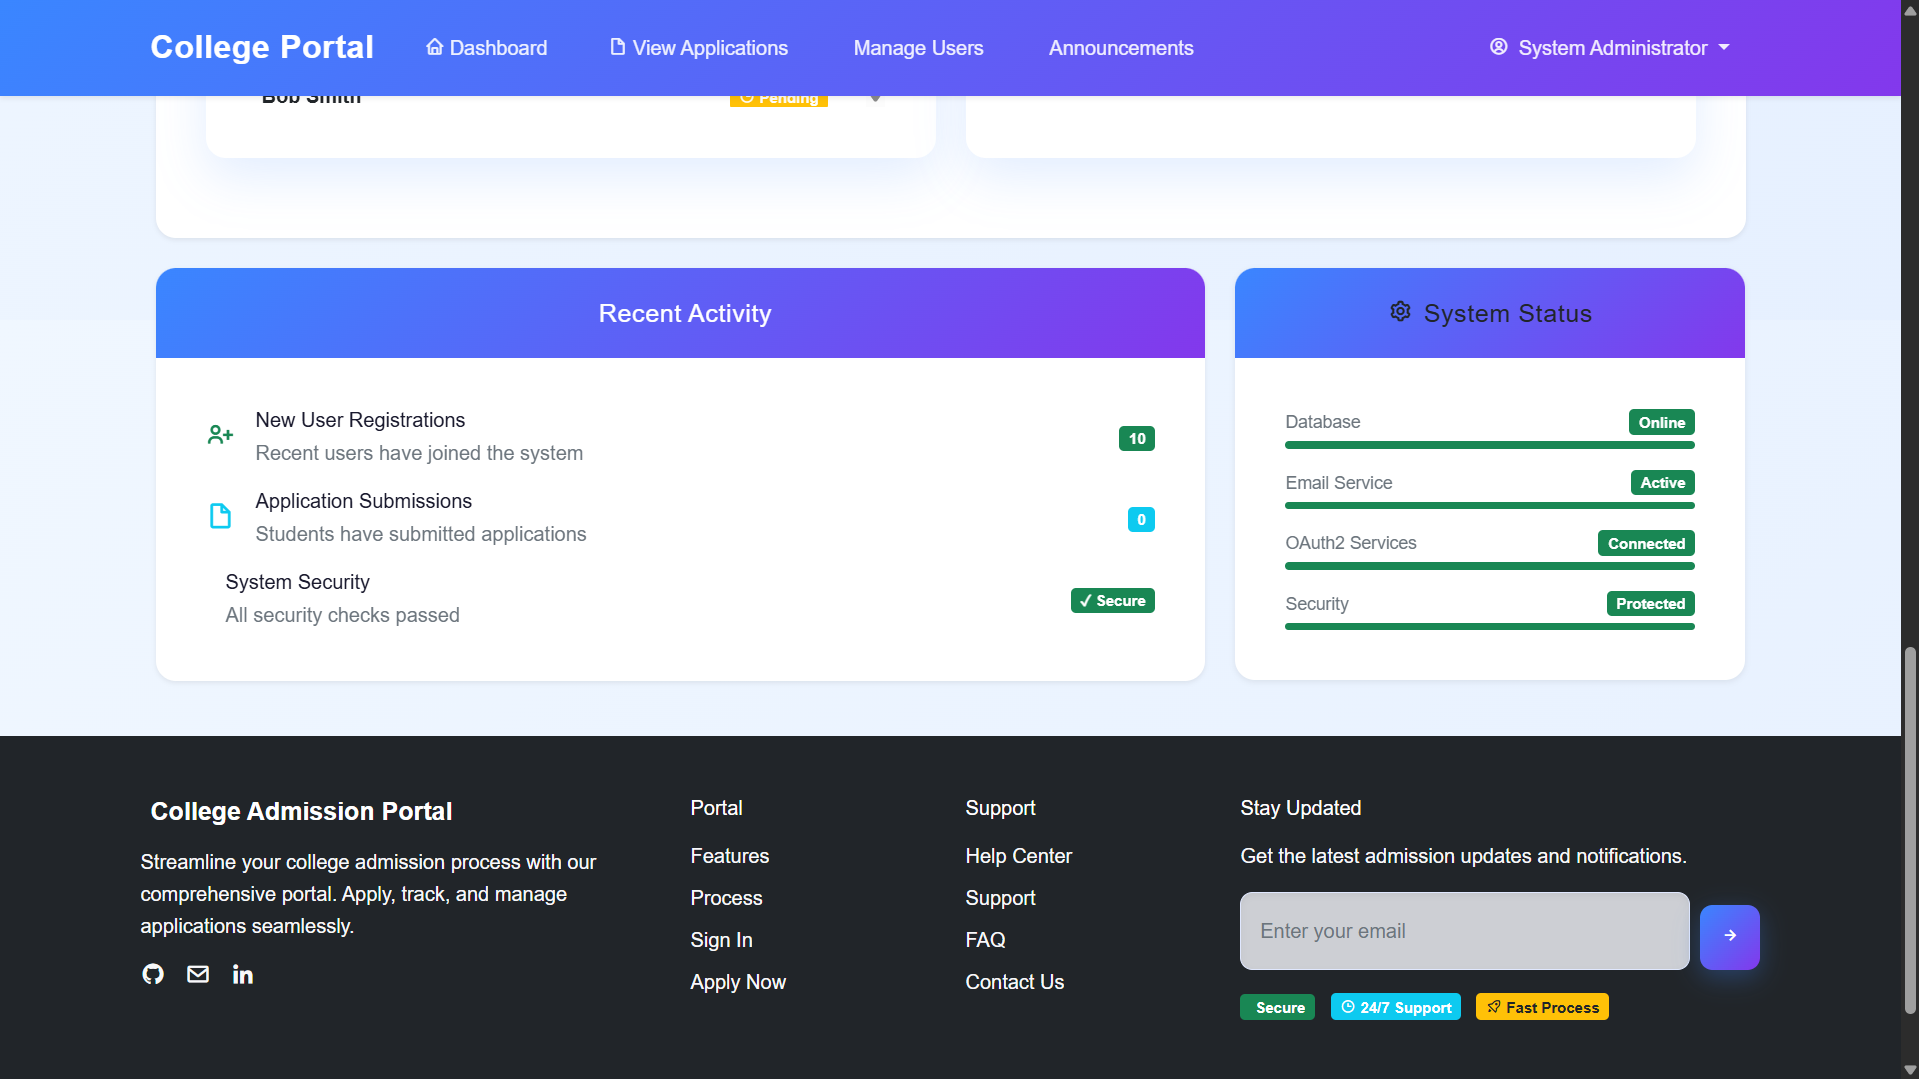 College Portal
Dashboard
View Applications
Manage Users
Announcements
System Administrator
Bob Smith
Pending
Recent Activity
System Status
New User Registrations
Recent users have joined the system
10
Application Submissions
Students have submitted applications
0
System Security
All security checks passed
✓ Secure
Database
Online
Email Service
Active
OAuth2 Services
Connected
Security
Protected
College Admission Portal
Streamline your college admission process with our
comprehensive portal. Apply, track, and manage
applications seamlessly.
Portal
Features
Process
Sign In
Apply Now
Support
Help Center
Support
FAQ
Contact Us
Stay Updated
Get the latest admission updates and notifications.
Enter your email
Secure
24/7 Support
Fast Process